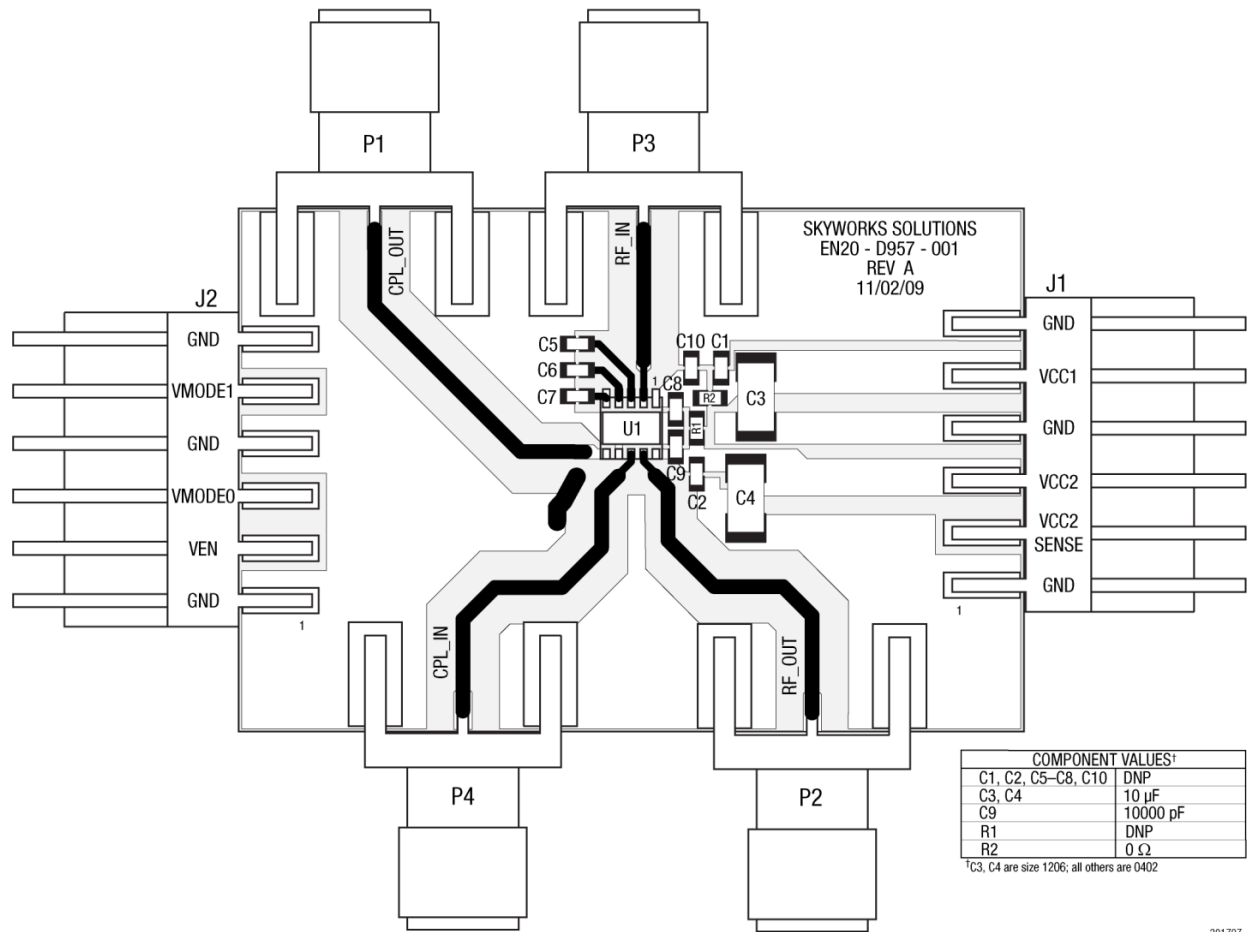 P1
P3
SKYWORKS SOLUTIONS
EN20 - D957 - 001
REV A
11/02/09
CPL_OUT
RF_IN
J2
GND
VMODE1
GND
VMODE0
VEN
GND
1
J1
GND
VCC1
GND
VCC2
VCC2
SENSE
GND
1
C5
C6
C7
1
C10
C1
C8
R2
C3
U1
R1
C9
C2
C4
CPL_IN
RF_OUT
P4
P2
COMPONENT VALUES†
C1, C2, C5–C8, C10 DNP
C3, C4 10 µF
C9 10000 pF
R1 DNP
R2 0 Ω
†C3, C4 are size 1206; all others are 0402